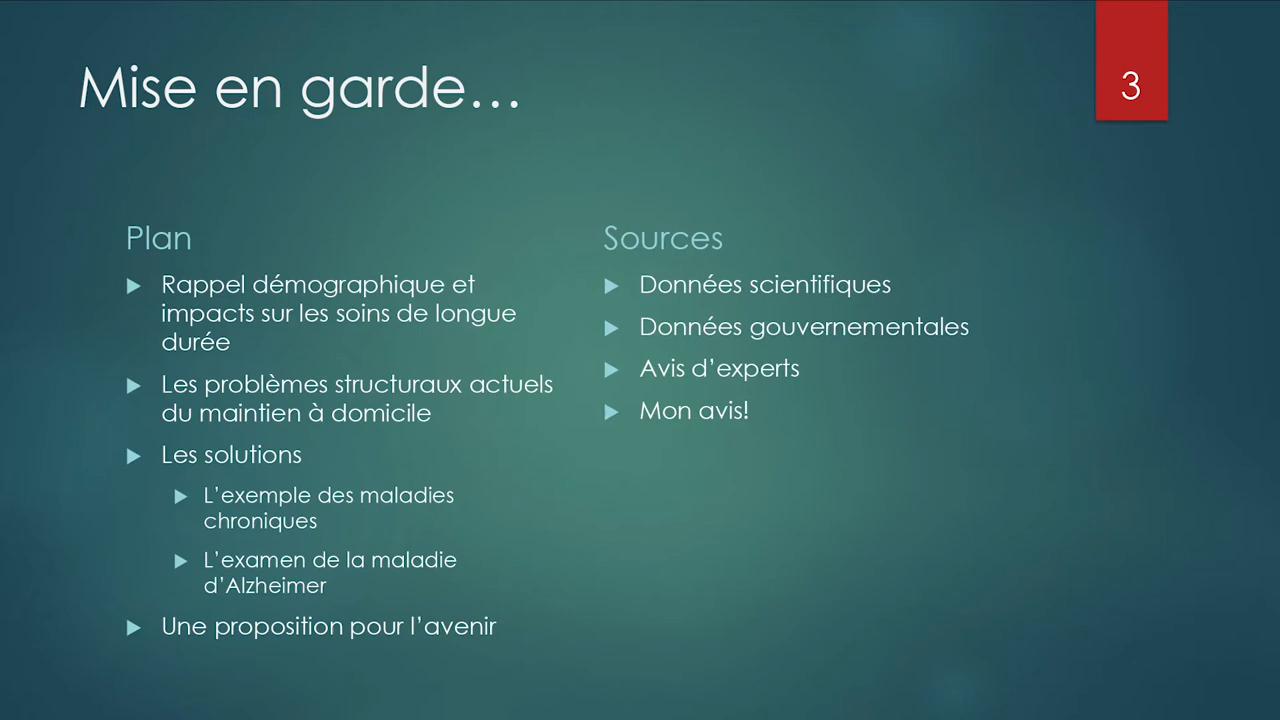 Mise en garde…
3
Plan
Rappel démographique et
impacts sur les soins de longue
durée
Les problèmes structuraux actuels
du maintien à domicile
Les solutions
L’exemple des maladies
chroniques
L’examen de la maladie
d’Alzheimer
Une proposition pour l’avenir
Sources
Données scientifiques
Données gouvernementales
Avis d’experts
Mon avis!